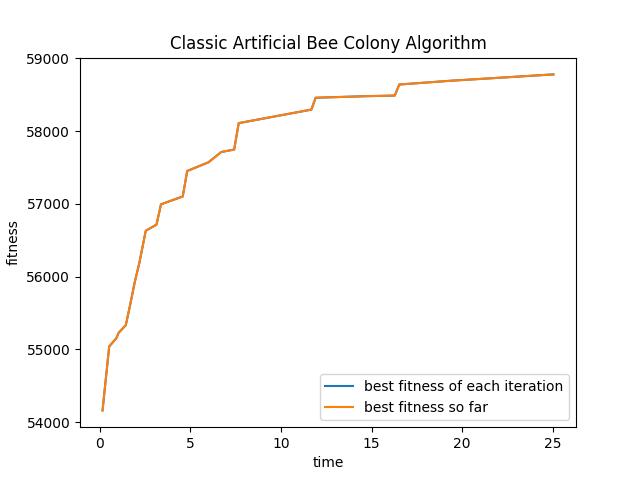 Classic Artificial Bee Colony Algorithm
59000
58000
57000
56000
55000
54000
fitness
best fitness of each iteration
best fitness so far
0 5 10 15 20 25
time